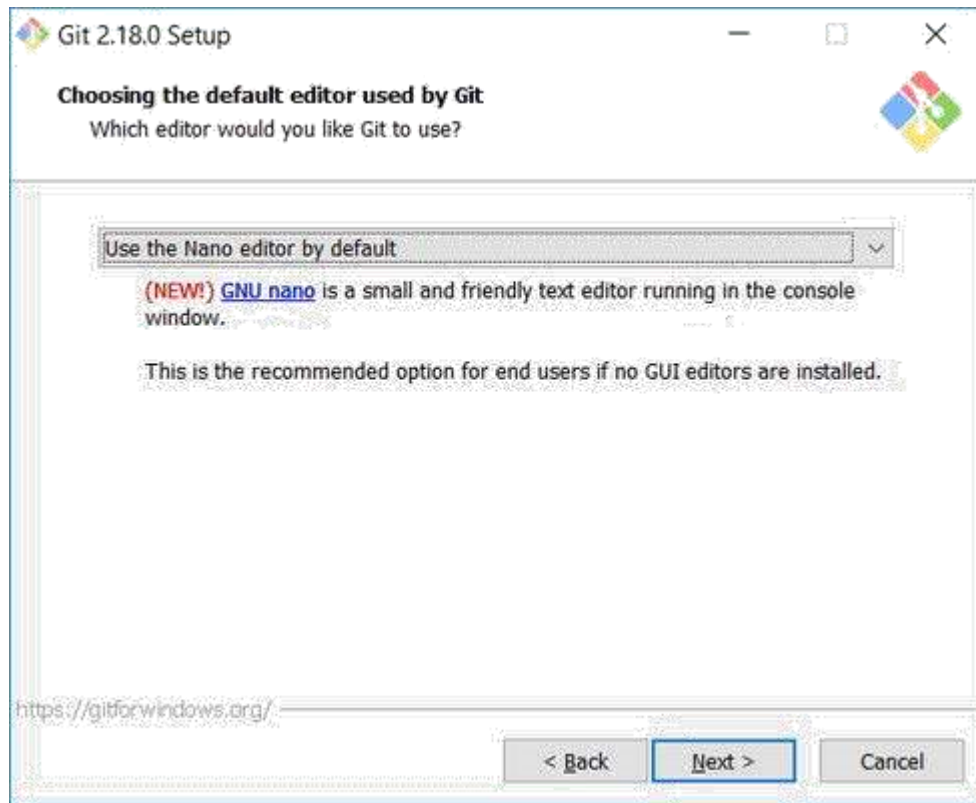 Git 2.18.0 Setup
Choosing the default editor used by Git
Which editor would you like Git to use?
Use the Nano editor by default
(NEW!) GNU nano is a small and friendly text editor running in the console
window.
This is the recommended option for end users if no GUI editors are installed.
https://gitforwindows.org/
< Back
Next >
Cancel